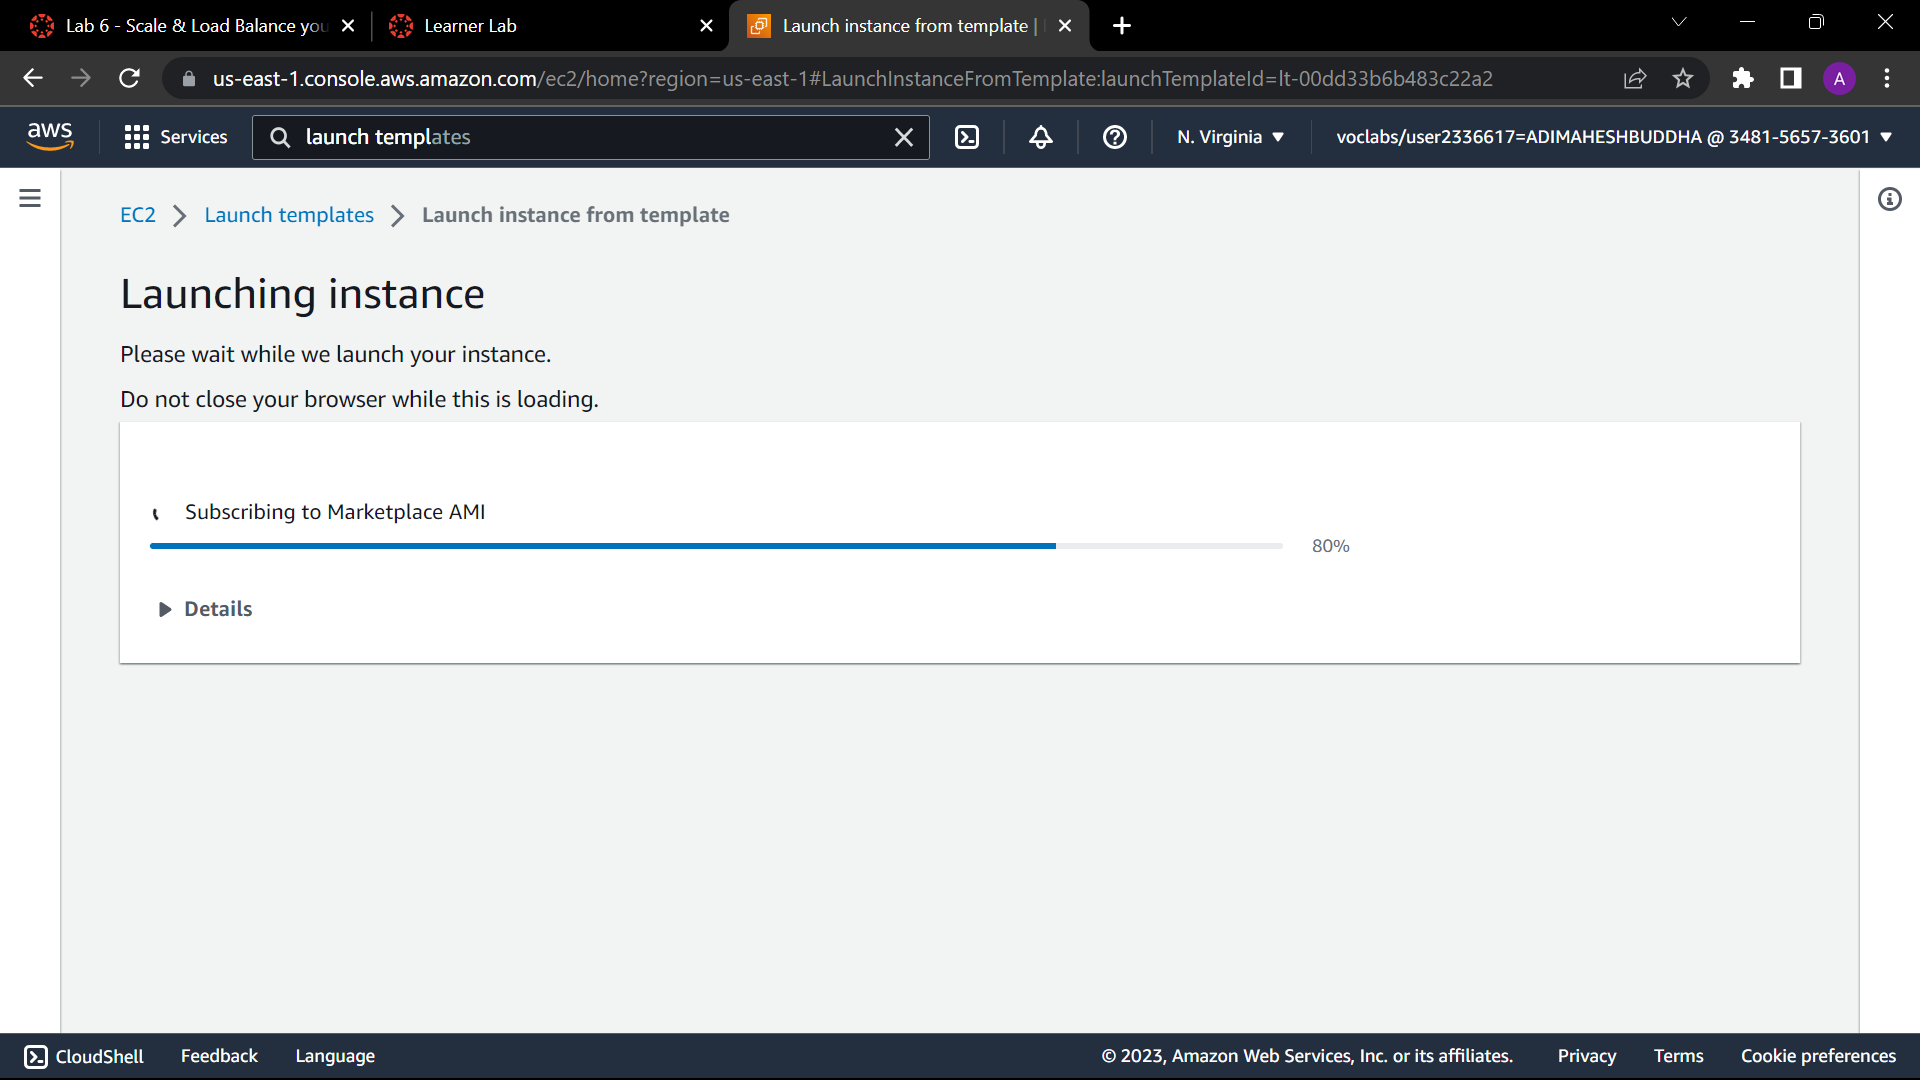 Lab 6 - Scale & Load Balance you
Learner Lab
Launch instance from template |
us-east-1.console.aws.amazon.com/ec2/home?region=us-east-1#LaunchInstanceFromTemplate:launchTemplateId=lt-00dd33b6b483c22a2
A
aws
Services
launch templates
N. Virginia
voclabs/user2336617=ADIMAHESHBUDDHA @ 3481-5657-3601
EC2 > Launch templates > Launch instance from template
Launching instance
Please wait while we launch your instance.
Do not close your browser while this is loading.
Subscribing to Marketplace AMI
80%
Details
CloudShell
Feedback
Language
© 2023, Amazon Web Services, Inc. or its affiliates.
Privacy
Terms
Cookie preferences